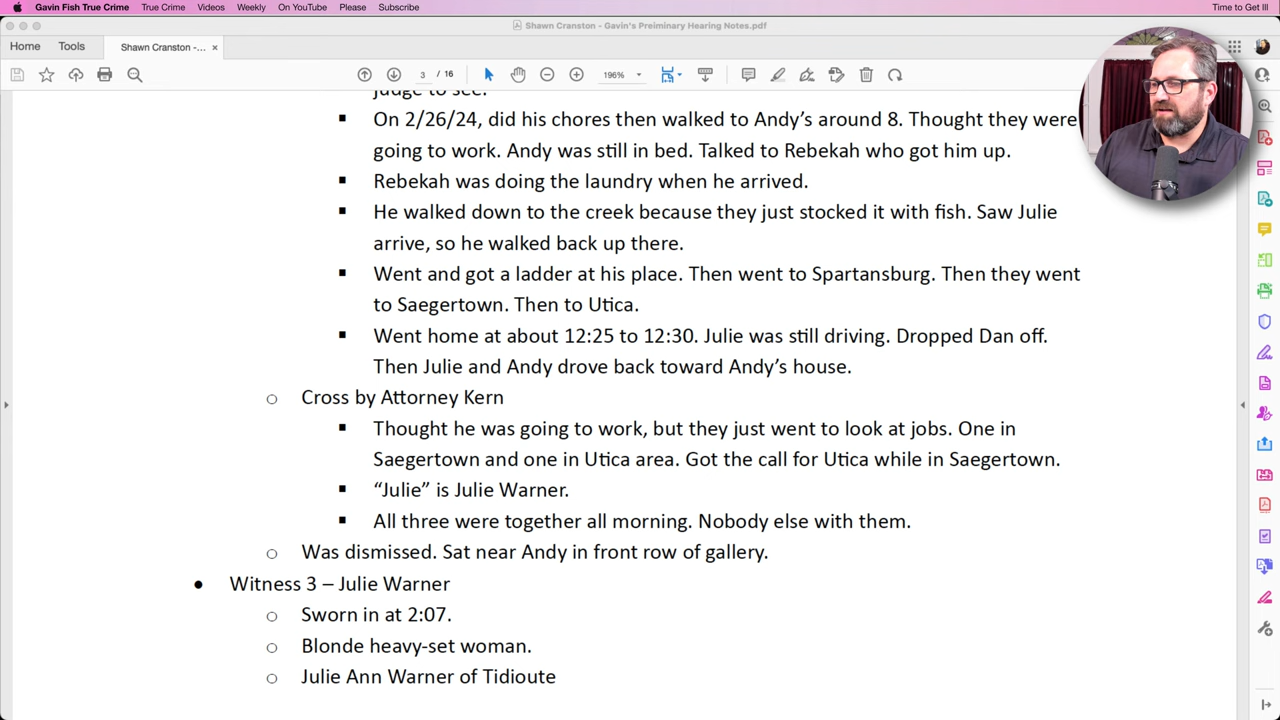 Gavin Fish True Crime True Crime Videos Weekly On YouTube Please Subscribe Time to Get Ill
Shawn Cranston - Gavin's Preiminary Hearing Notes.pdf
Home Tools Shawn Cranston -... ×
3 / 16 196%
judge to see.
▪ On 2/26/24, did his chores then walked to Andy's around 8. Thought they were
going to work. Andy was still in bed. Talked to Rebekah who got him up.
▪ Rebekah was doing the laundry when he arrived.
▪ He walked down to the creek because they just stocked it with fish. Saw Julie
arrive, so he walked back up there.
▪ Went and got a ladder at his place. Then went to Spartansburg. Then they went
to Saegertown. Then to Utica.
▪ Went home at about 12:25 to 12:30. Julie was still driving. Dropped Dan off.
Then Julie and Andy drove back toward Andy's house.
o Cross by Attorney Kern
▪ Thought he was going to work, but they just went to look at jobs. One in
Saegertown and one in Utica area. Got the call for Utica while in Saegertown.
▪ “Julie” is Julie Warner.
▪ All three were together all morning. Nobody else with them.
o Was dismissed. Sat near Andy in front row of gallery.
● Witness 3 – Julie Warner
o Sworn in at 2:07.
o Blonde heavy-set woman.
o Julie Ann Warner of Tidioute